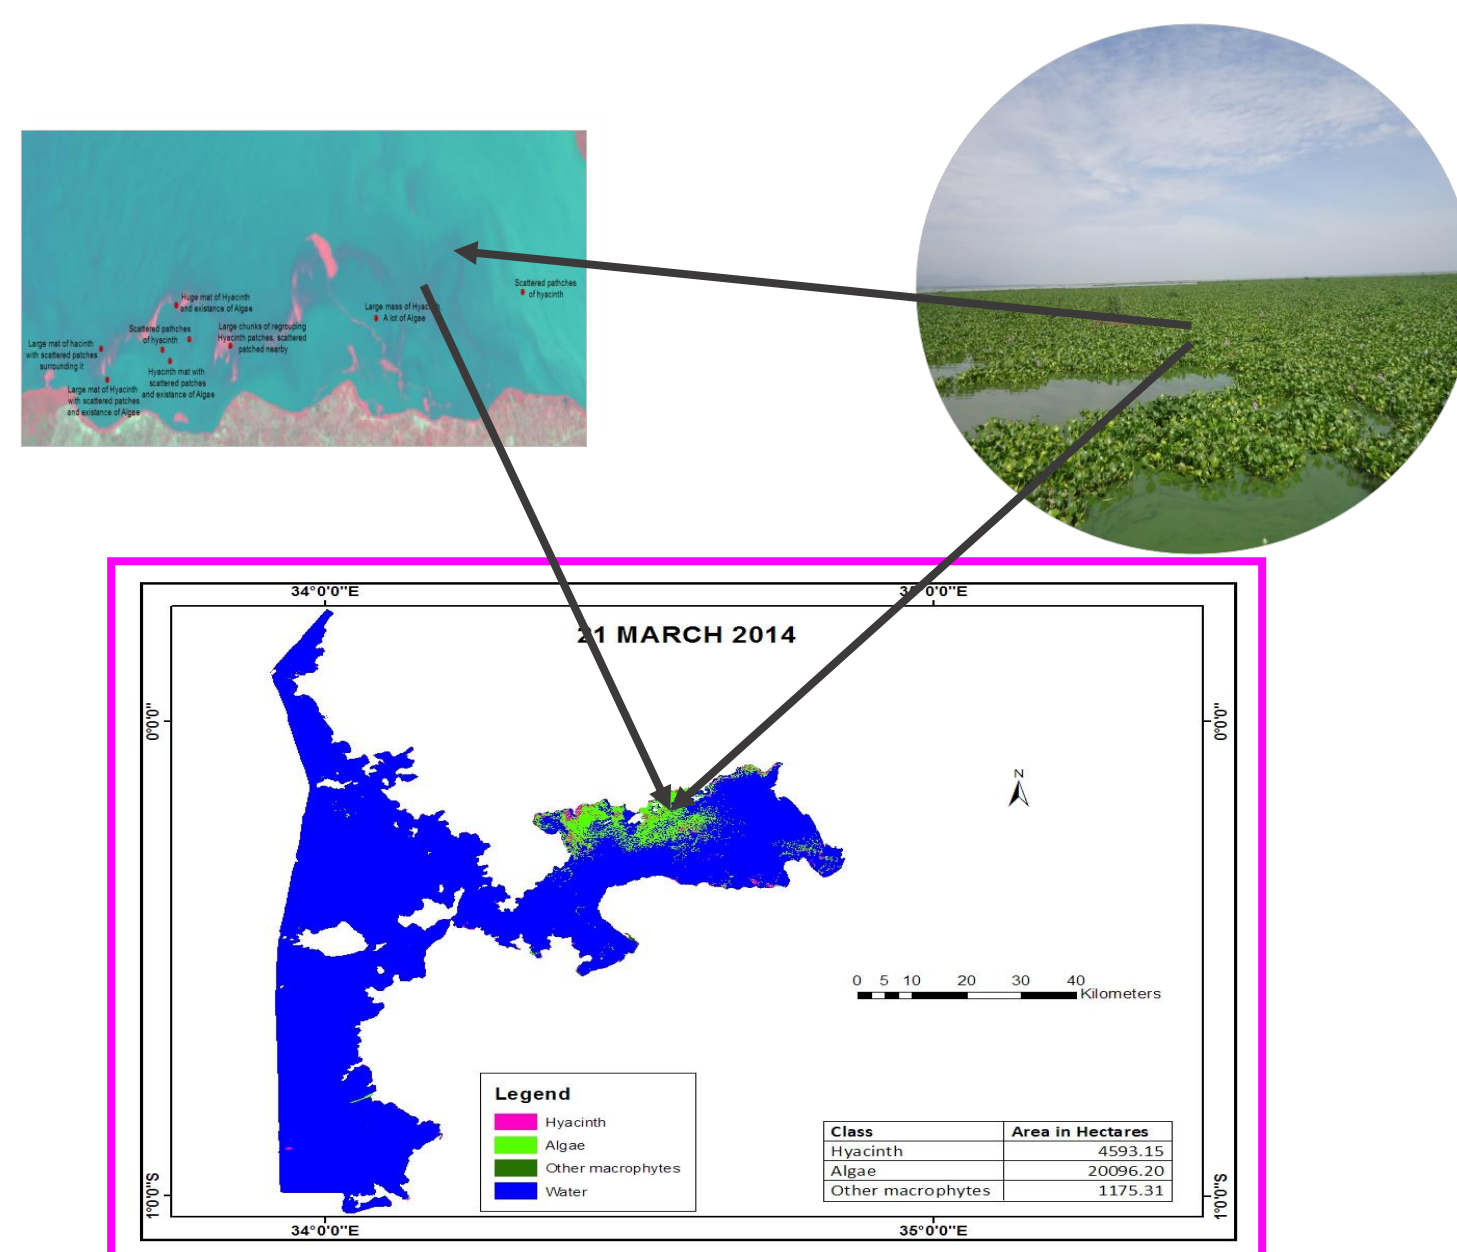 Scattered pathches
of hyacinth
Huge mat of Hyacinth
and existance of Algae
Large mass of Hyacinth
A lot of Algae
Scattered pathches
of hyacinth
Large chunks of regrouping
Hyacinth patches, scattered
patched nearby
Large mat of hacinth
with scattered patches
surrounding it
Hyacinth mat with
scattered patches
and existance of Algae
Large mat of Hyacinth
with scattered patches
and existance of Algae
34°0'0"E
35°0'0"E
21 MARCH 2014
0°0'0"
0°0'0"
N
0 5 10 20 30 40
Kilometers
Legend
Hyacinth
Algae
Other macrophytes
Water
Class Area in Hectares
Hyacinth 4593.15
Algae 20096.20
Other macrophytes 1175.31
1°0'0"S
1°0'0"S
34°0'0"E
35°0'0"E